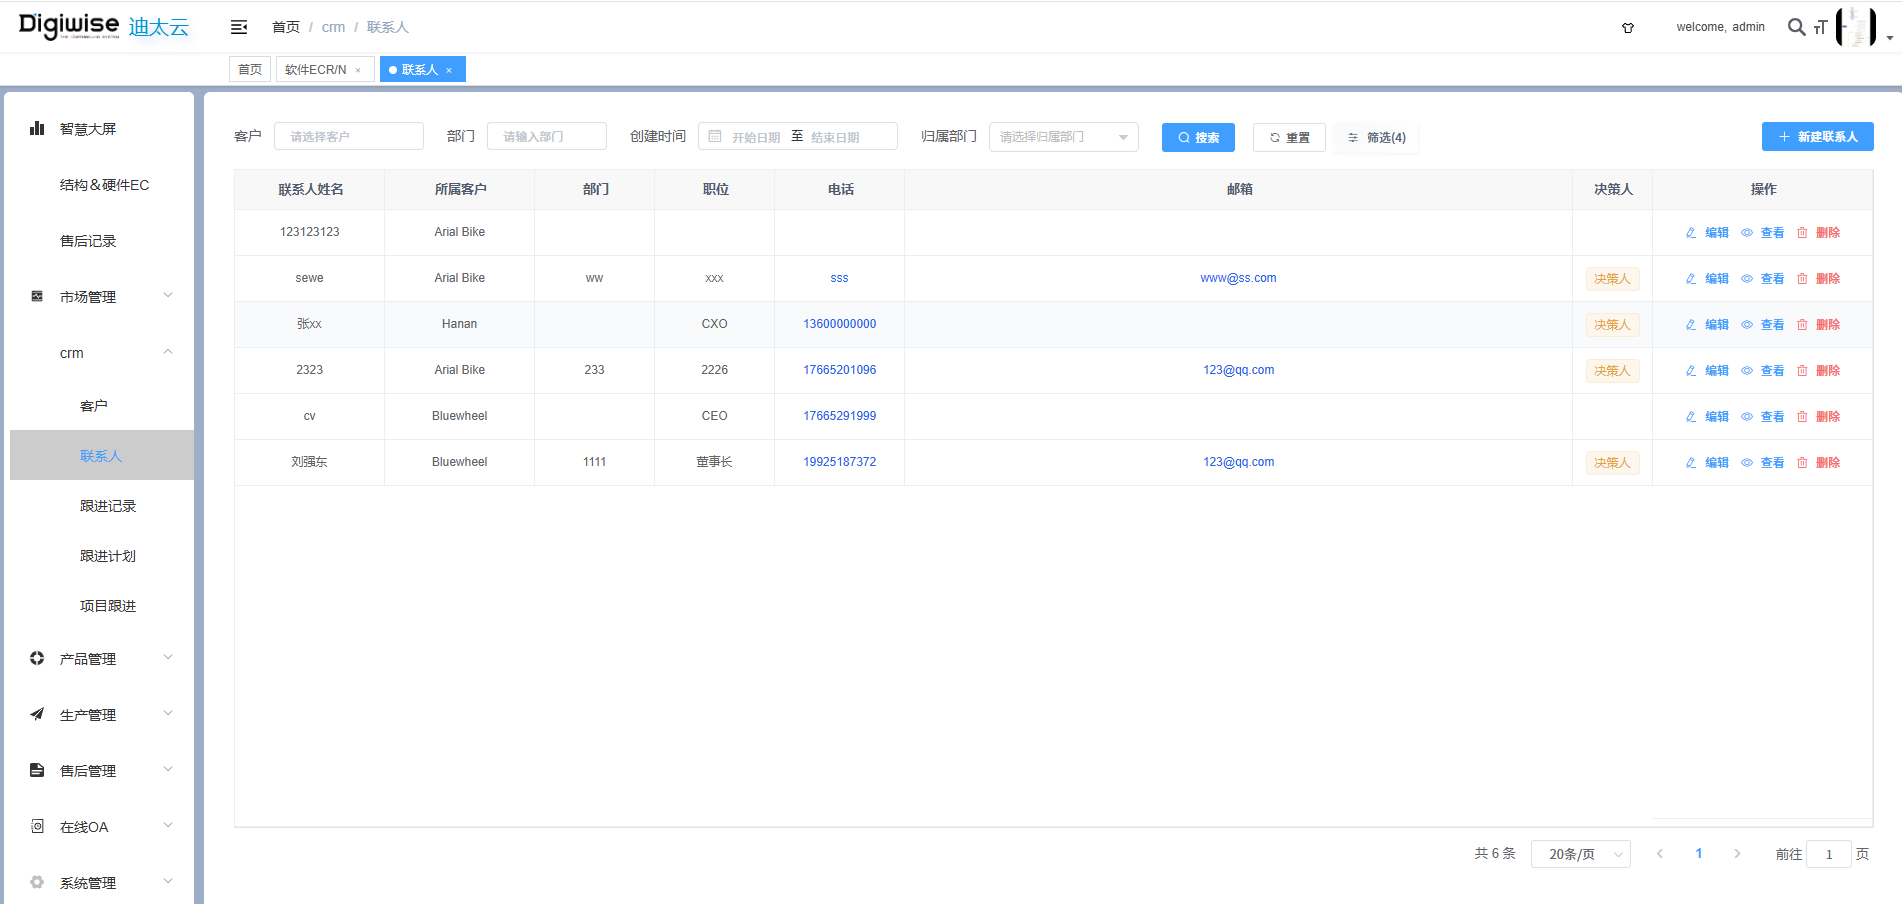 Digiwise 迪太云
首页 / crm / 联系人
welcome, admin
首页
软件ECR/N ×
联系人 ×
智慧大屏
结构&硬件EC
售后记录
市场管理
crm
客户
联系人
跟进记录
跟进计划
项目跟进
产品管理
生产管理
售后管理
在线OA
系统管理
客户 请选择客户 部门 请输入部门 创建时间 开始日期 至 结束日期 归属部门 请选择归属部门 搜索 重置 筛选(4) 新建联系人
联系人姓名 所属客户 部门 职位 电话 邮箱 决策人 操作
123123123 Arial Bike 编辑 查看 删除
sewe Arial Bike ww xxx sss www@ss.com 决策人 编辑 查看 删除
张xx Hanan CXO 13600000000 决策人 编辑 查看 删除
2323 Arial Bike 233 2226 17665201096 123@qq.com 决策人 编辑 查看 删除
cv Bluewheel CEO 17665291999 编辑 查看 删除
刘强东 Bluewheel 1111 董事长 19925187372 123@qq.com 决策人 编辑 查看 删除
共 6 条 20条/页 1 前往 1 页